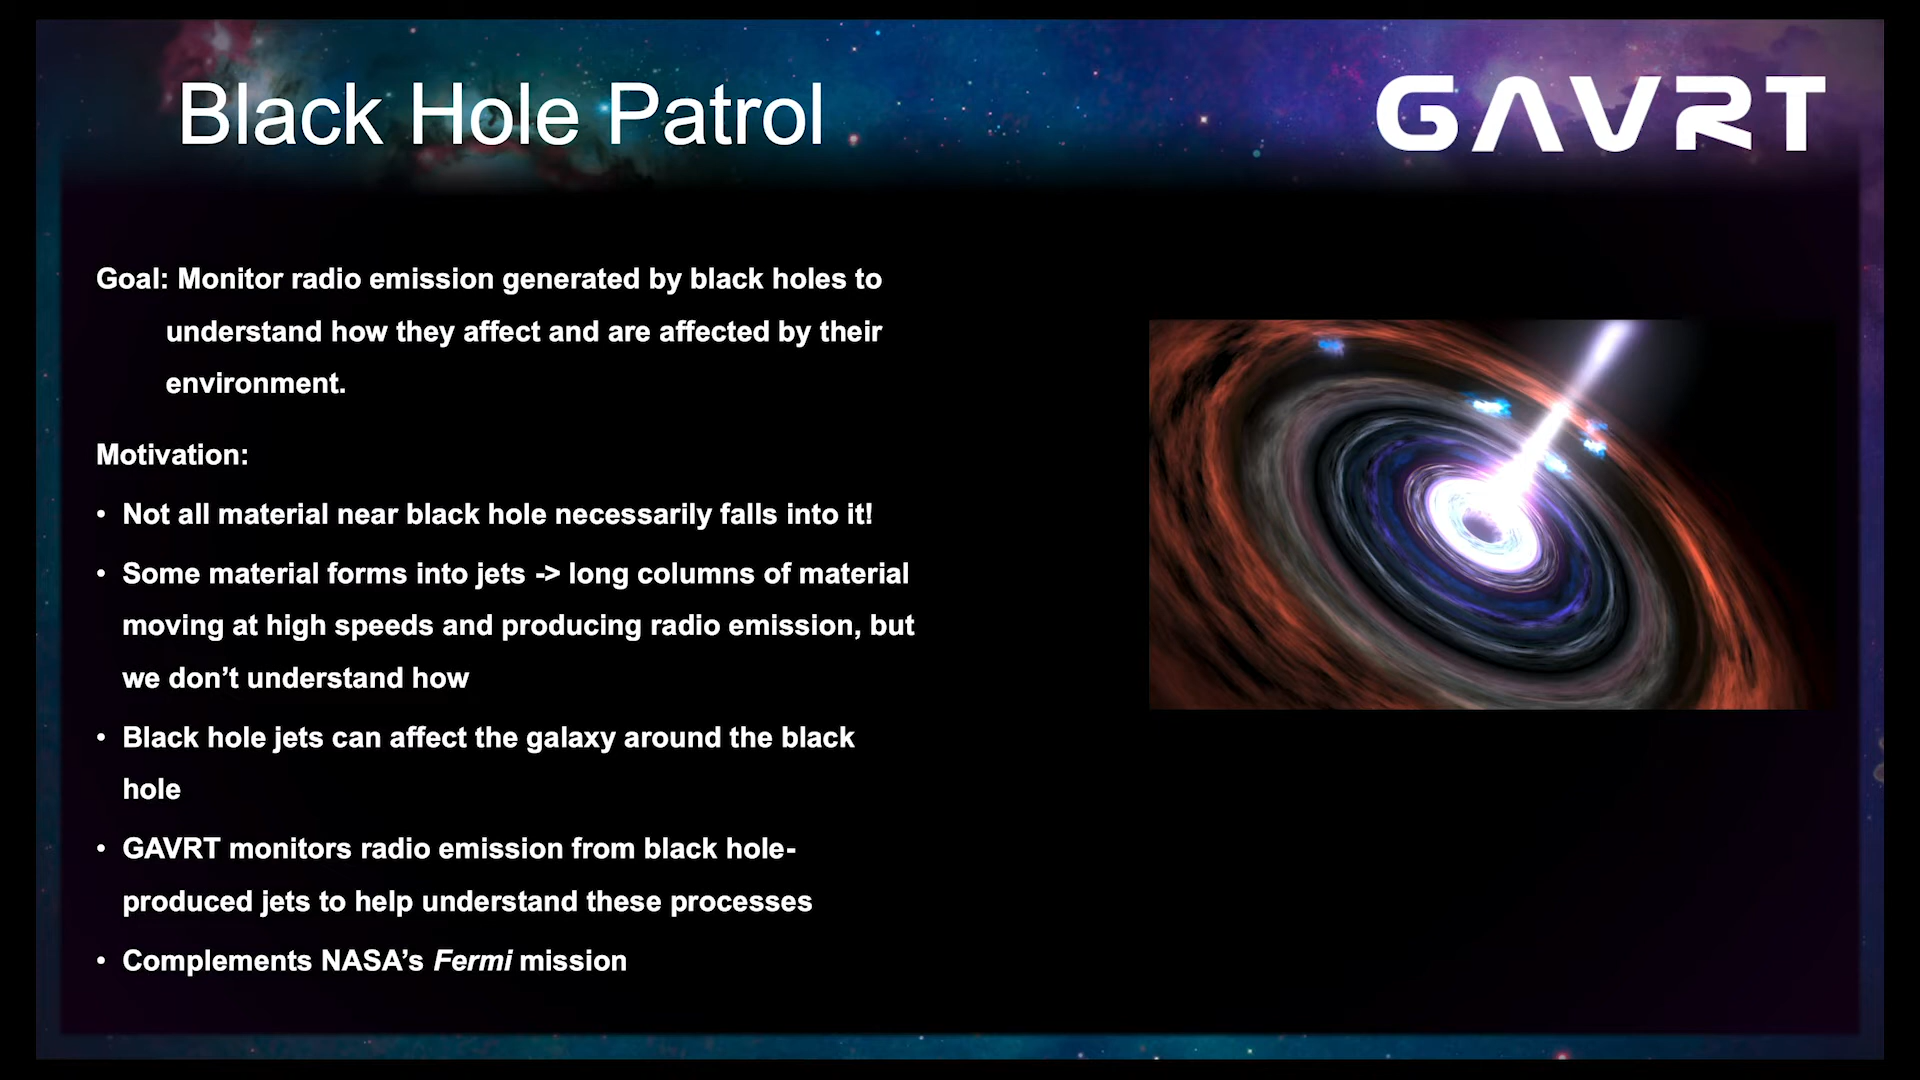 Black Hole Patrol
GAVRT
Goal: Monitor radio emission generated by black holes to
understand how they affect and are affected by their
environment.
Motivation:
• Not all material near black hole necessarily falls into it!
• Some material forms into jets -> long columns of material
moving at high speeds and producing radio emission, but
we don’t understand how
• Black hole jets can affect the galaxy around the black
hole
• GAVRT monitors radio emission from black hole-
produced jets to help understand these processes
• Complements NASA’s Fermi mission